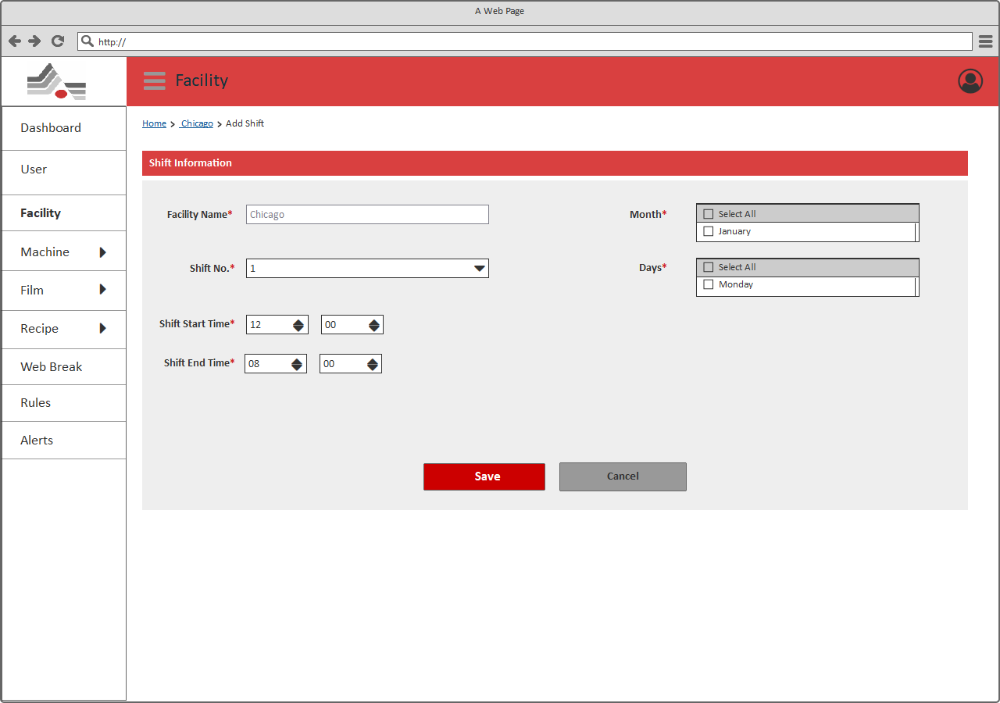 A Web Page
http://
Facility
Home Chicago Add Shift
Dashboard
User
Facility
Machine
Film
Recipe
Web Break
Rules
Alerts
Shift Information
Facility Name* Chicago
Month* Select All
January
Shift No.* 1
Days* Select All
Monday
Shift Start Time* 12 00
Shift End Time* 08 00
Save Cancel